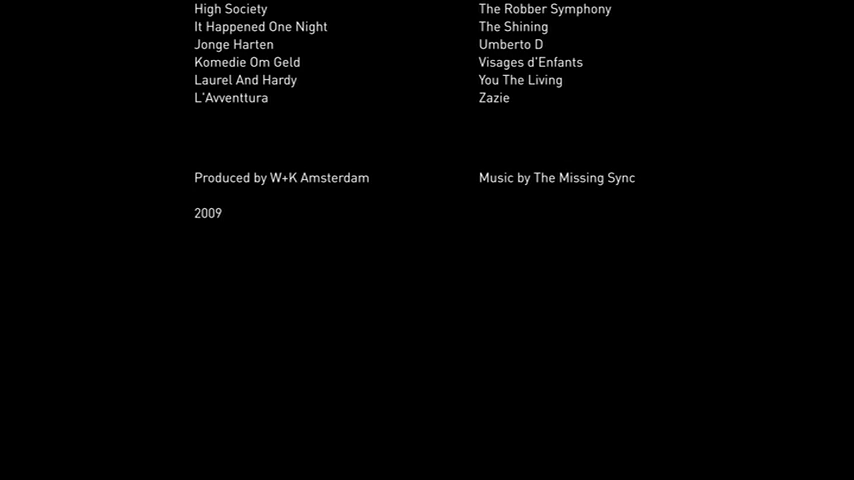 High Society
It Happened One Night
Jonge Harten
Komedie Om Geld
Laurel And Hardy
L'Avventtura
The Robber Symphony
The Shining
Umberto D
Visages d'Enfants
You The Living
Zazie
Produced by W+K Amsterdam
Music by The Missing Sync
2009